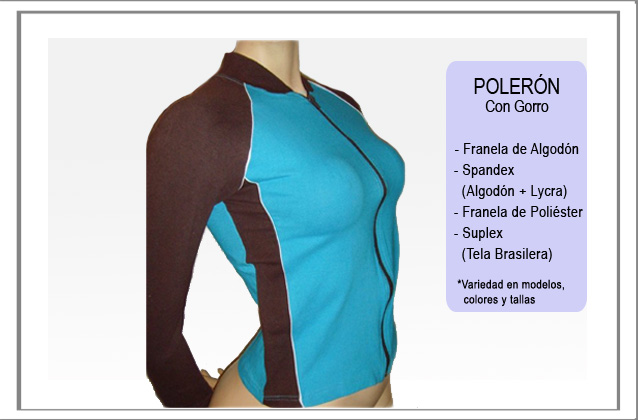 POLERÓN
Con Gorro
- Franela de Algodón
- Spandex
(Algodón + Lycra)
- Franela de Poliéster
- Suplex
(Tela Brasilera)
*Variedad en modelos,
colores y tallas